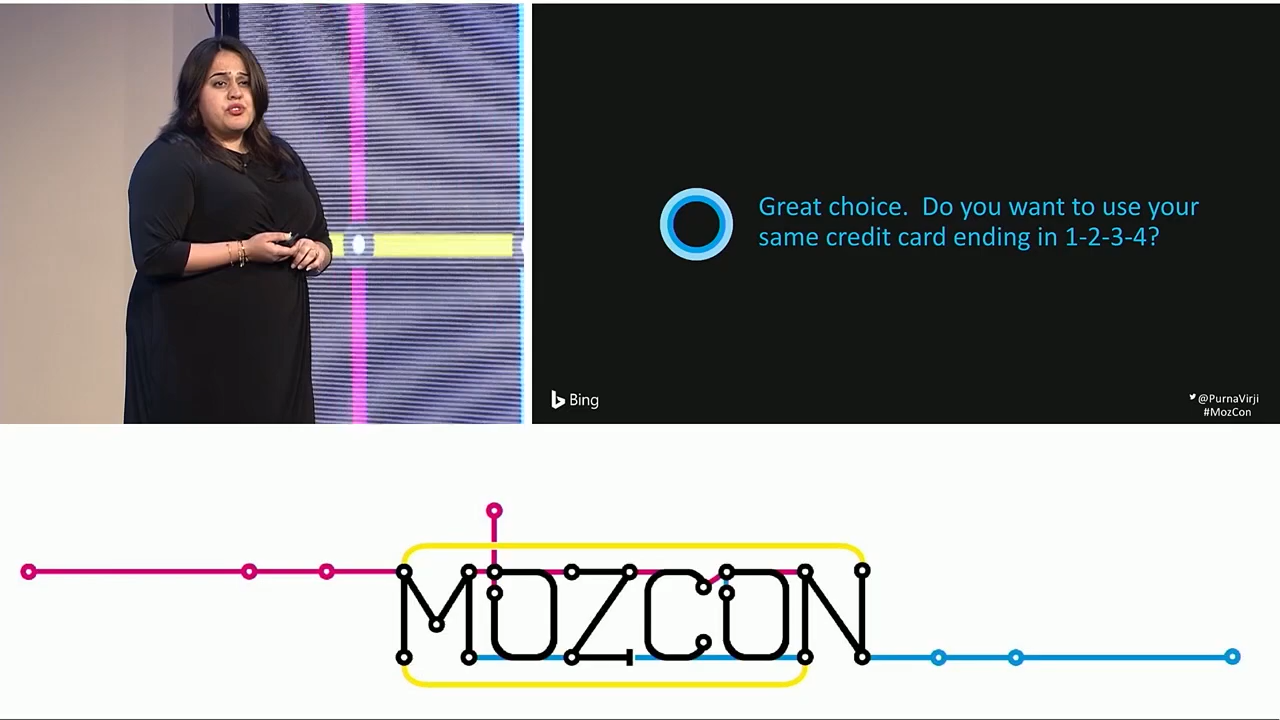 Great choice.  Do you want to use your
same credit card ending in 1-2-3-4?
Bing
@PurnaVirji
#MozCon
MOZCON